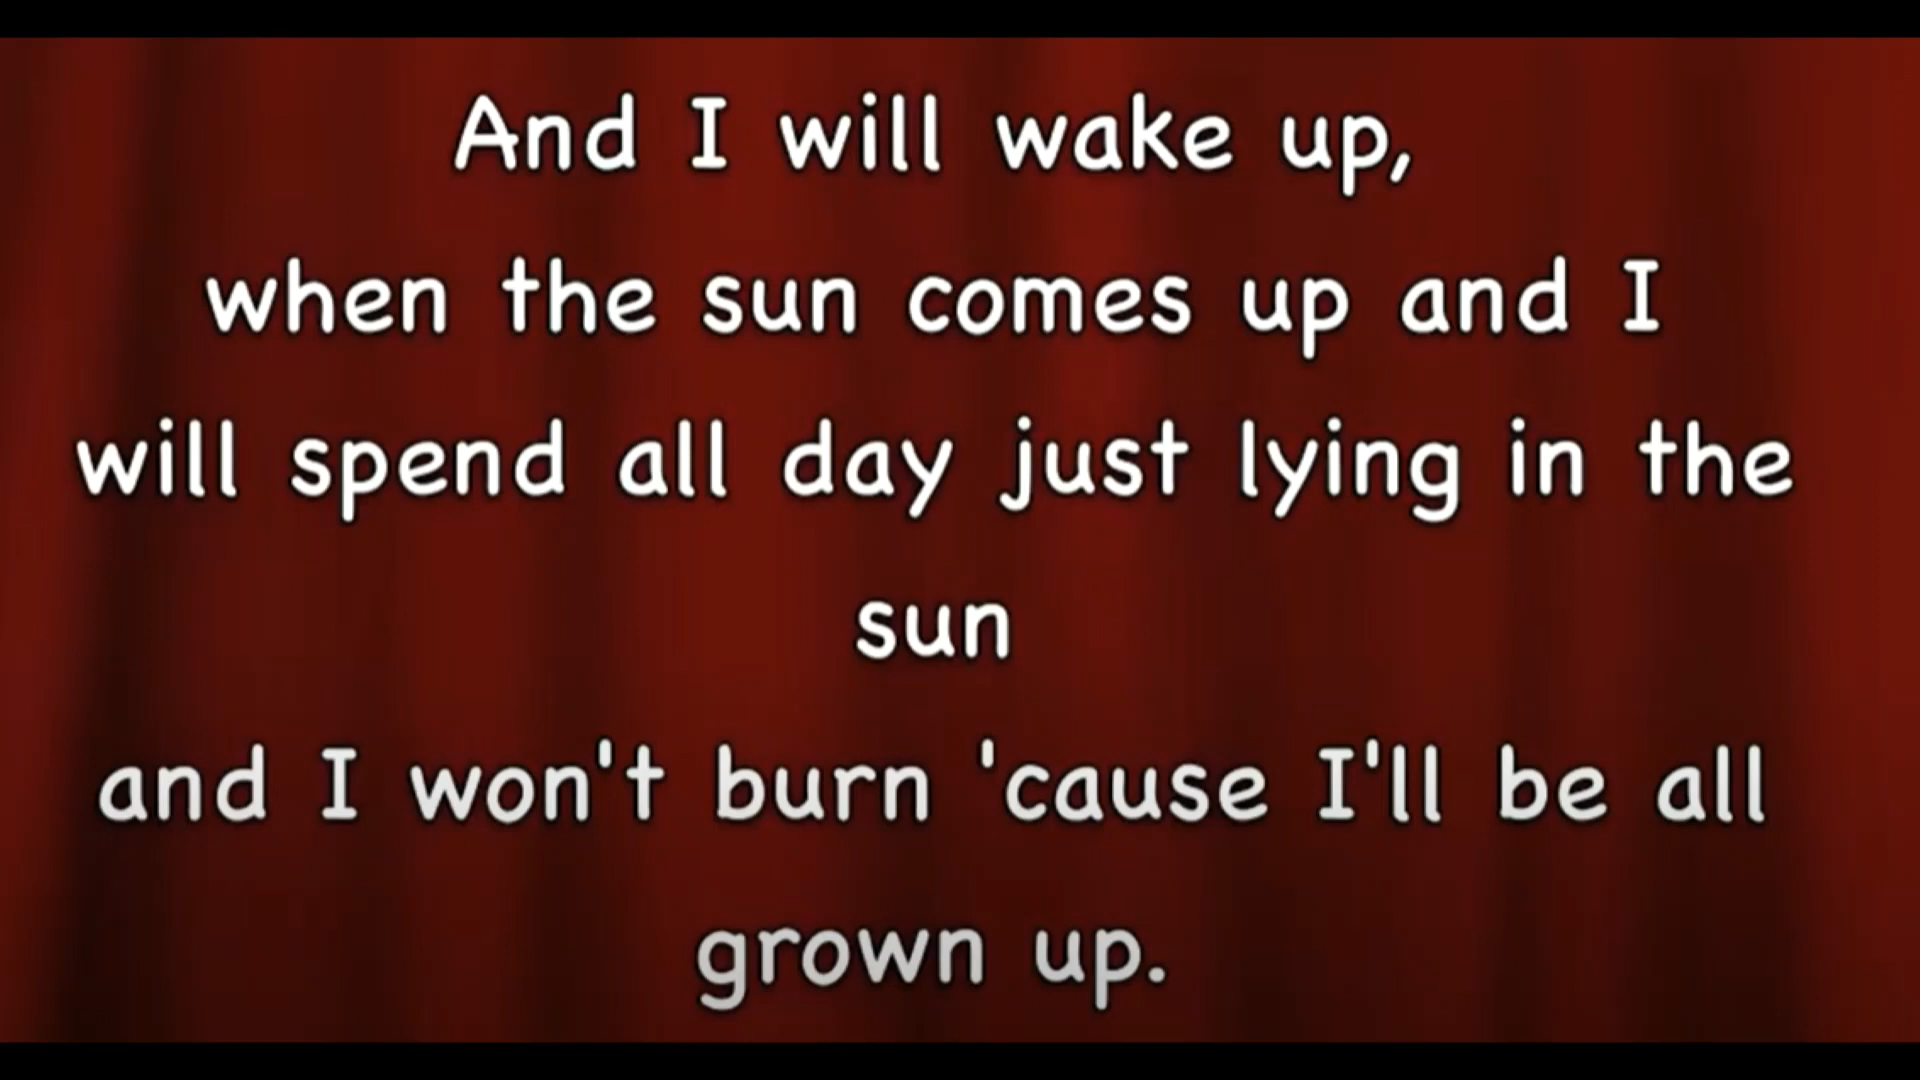 And I will wake up,
when the sun comes up and I
will spend all day just lying in the
sun
and I won't burn 'cause I'll be all
grown up.